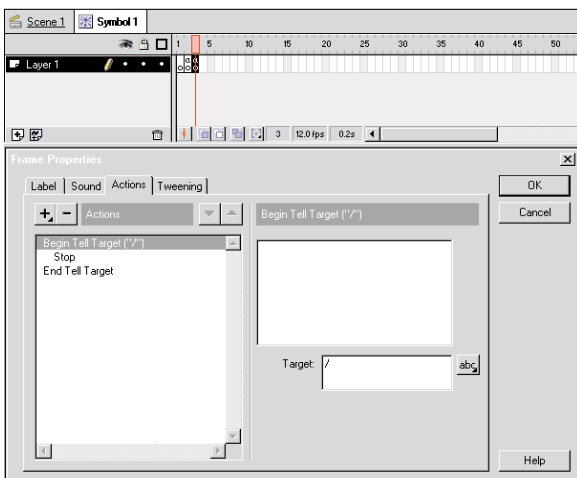 Scene 1 Symbol 1
1 5 10 15 20 25 30 35 40 45 50
Layer 1
a a
3 12.0 fps 0.2s
Frame Properties
Label Sound Actions Tweening
OK
+ - Actions
Begin Tell Target ("/")
Cancel
Begin Tell Target ("/")
Stop
End Tell Target
Target: /
abc
Help